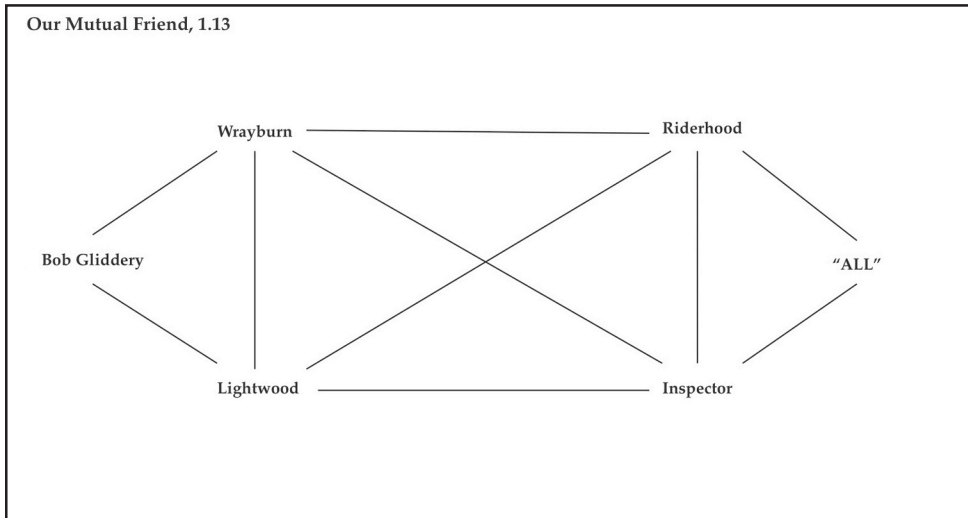 Our Mutual Friend, 1.13
Wrayburn
Riderhood
Bob Gliddery
“ALL”
Lightwood
Inspector